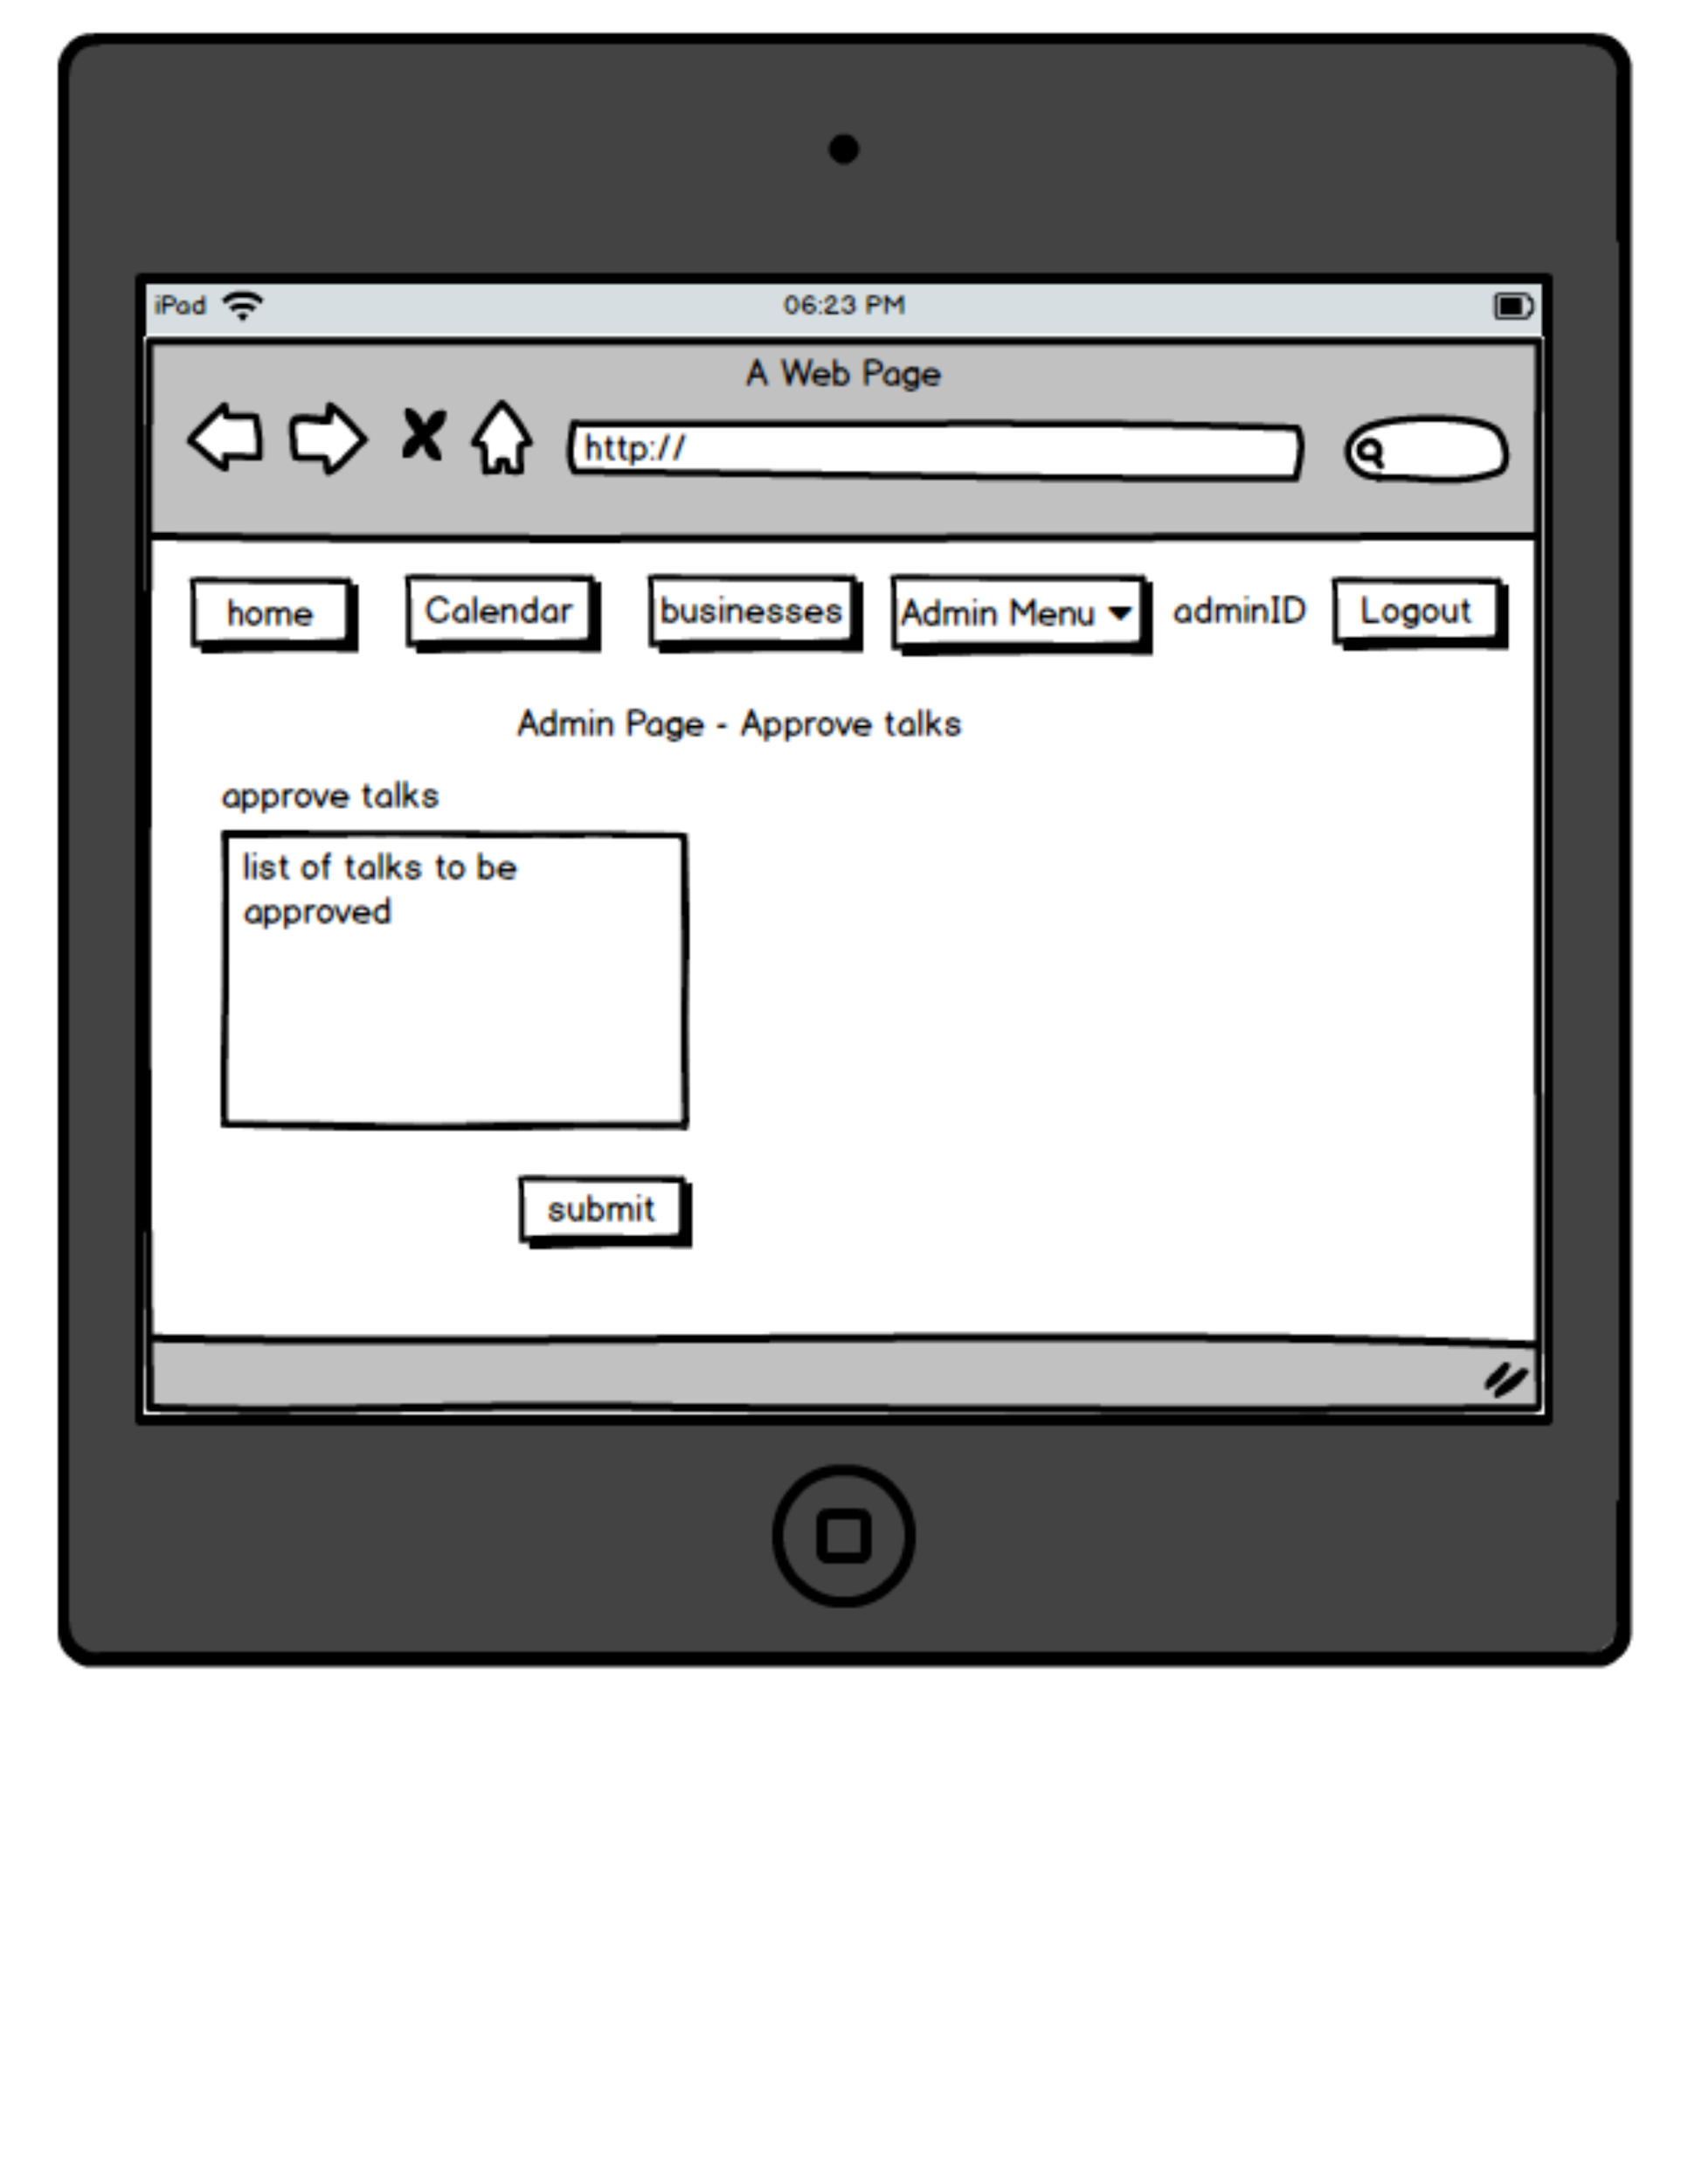 iPad 06:23 PM
A Web Page
http://
home Calendar businesses Admin Menu adminID Logout
Admin Page - Approve talks
approve talks
list of talks to be
approved
submit